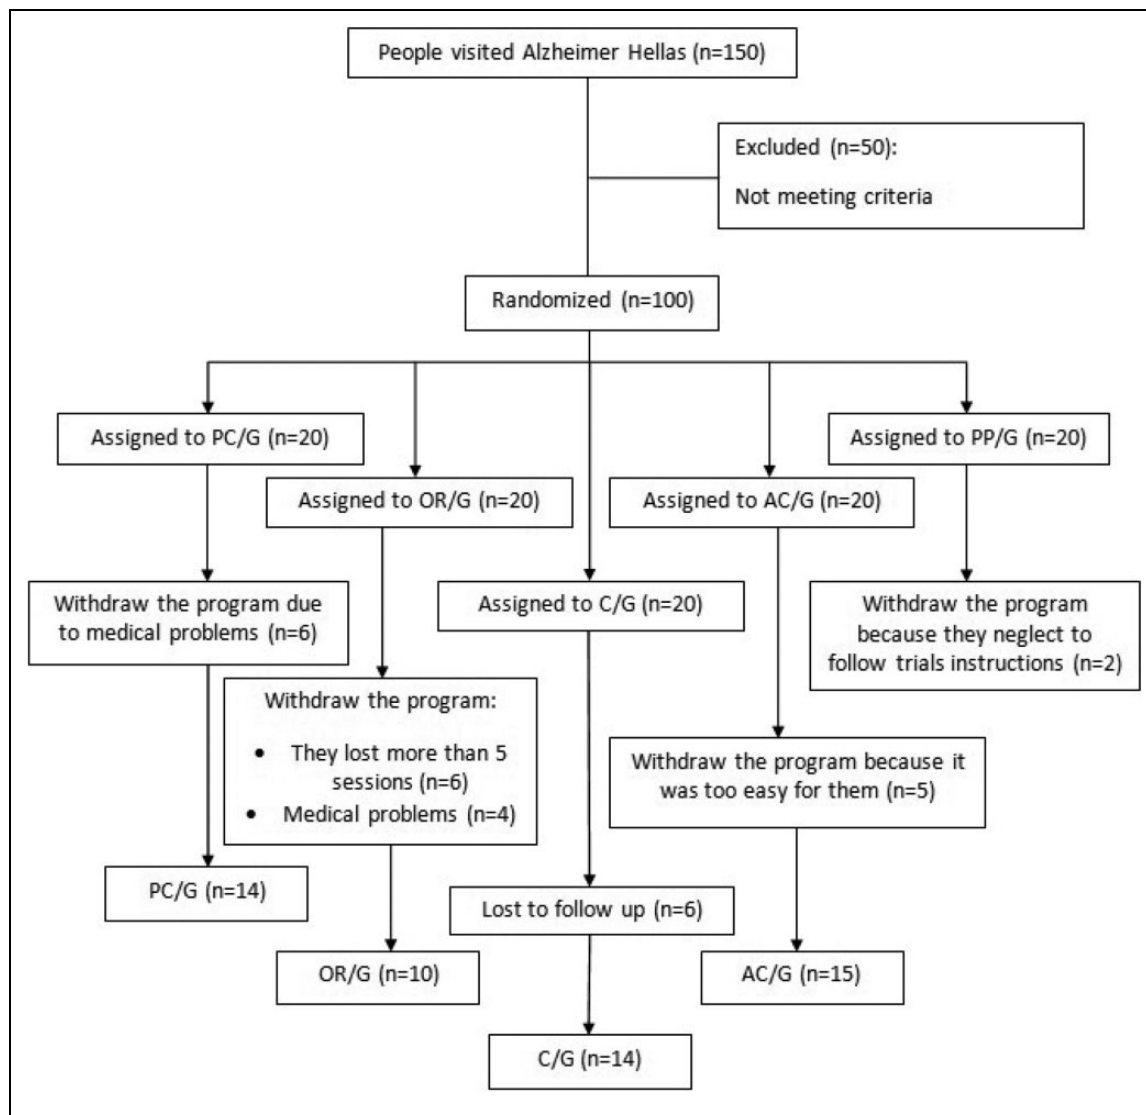 People visited Alzheimer Hellas (n=150)
Excluded (n=50):
Not meeting criteria
Randomized (n=100)
Assigned to PC/G (n=20)
Assigned to PP/G (n=20)
Assigned to OR/G (n=20)
Assigned to AC/G (n=20)
Withdraw the program due
to medical problems (n=6)
Assigned to C/G (n=20)
Withdraw the program
because they neglect to
follow trials instructions (n=2)
Withdraw the program:
• They lost more than 5
sessions (n=6)
• Medical problems (n=4)
Withdraw the program because it
was too easy for them (n=5)
PC/G (n=14)
Lost to follow up (n=6)
OR/G (n=10)
AC/G (n=15)
C/G (n=14)